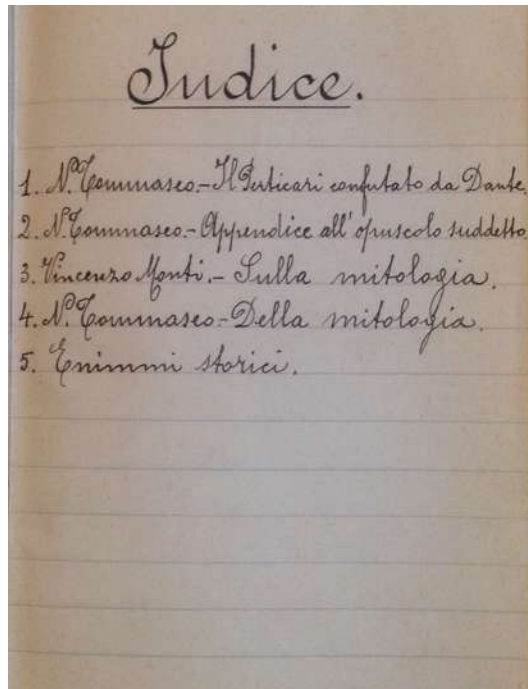 Indice.
1. N. Tommaseo.- Il Perticari confutato da Dante.
2. N. Tommaseo.- Appendice all'opuscolo suddetto
3. Vincenzo Monti.- Sulla mitologia.
4. N. Tommaseo- Della mitologia.
5. Enimmi storici.